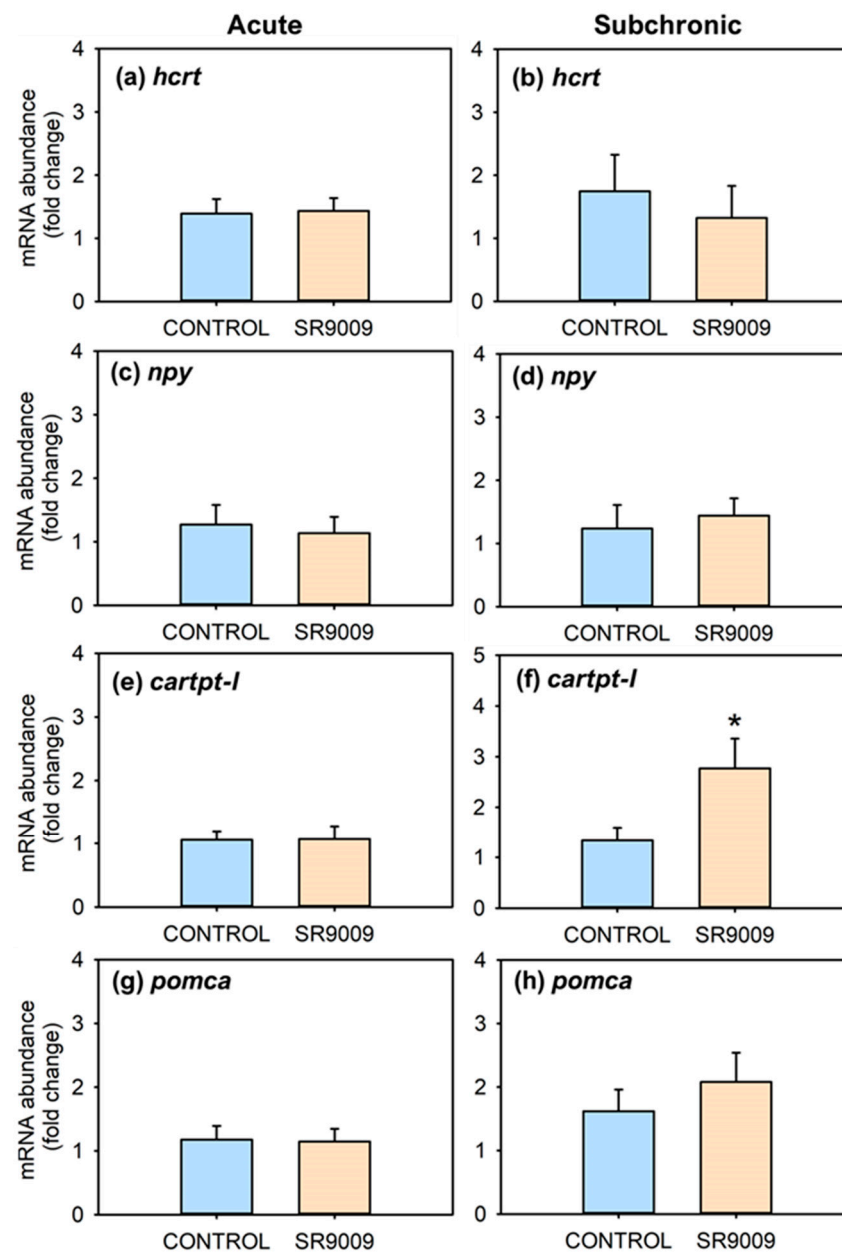 Acute
Subchronic
(a) hcrt
(b) hcrt
mRNA abundance
(fold change)
4
3
2
1
0
4
3
2
1
0
CONTROL SR9009
CONTROL SR9009
(c) npy
(d) npy
mRNA abundance
(fold change)
4
3
2
1
0
4
3
2
1
0
CONTROL SR9009
CONTROL SR9009
(e) cartpt-I
(f) cartpt-I
mRNA abundance
(fold change)
4
3
2
1
0
5
4
3
2
1
0
*
CONTROL SR9009
CONTROL SR9009
(g) pomca
(h) pomca
mRNA abundance
(fold change)
4
3
2
1
0
4
3
2
1
0
CONTROL SR9009
CONTROL SR9009